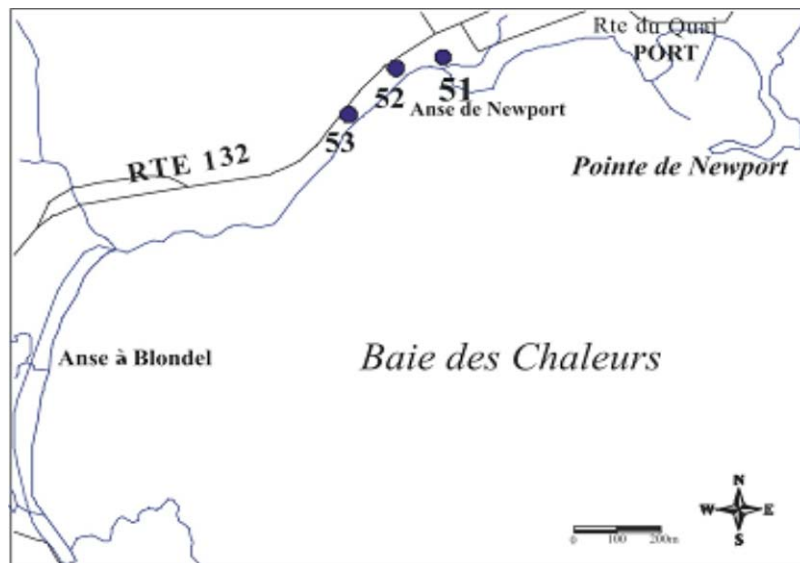 Rte du Quai
PORT
51
52
Anse de Newport
53
RTE 132
Pointe de Newport
Anse à Blondel
Baie des Chaleurs
N
W E
S
0 100 200m